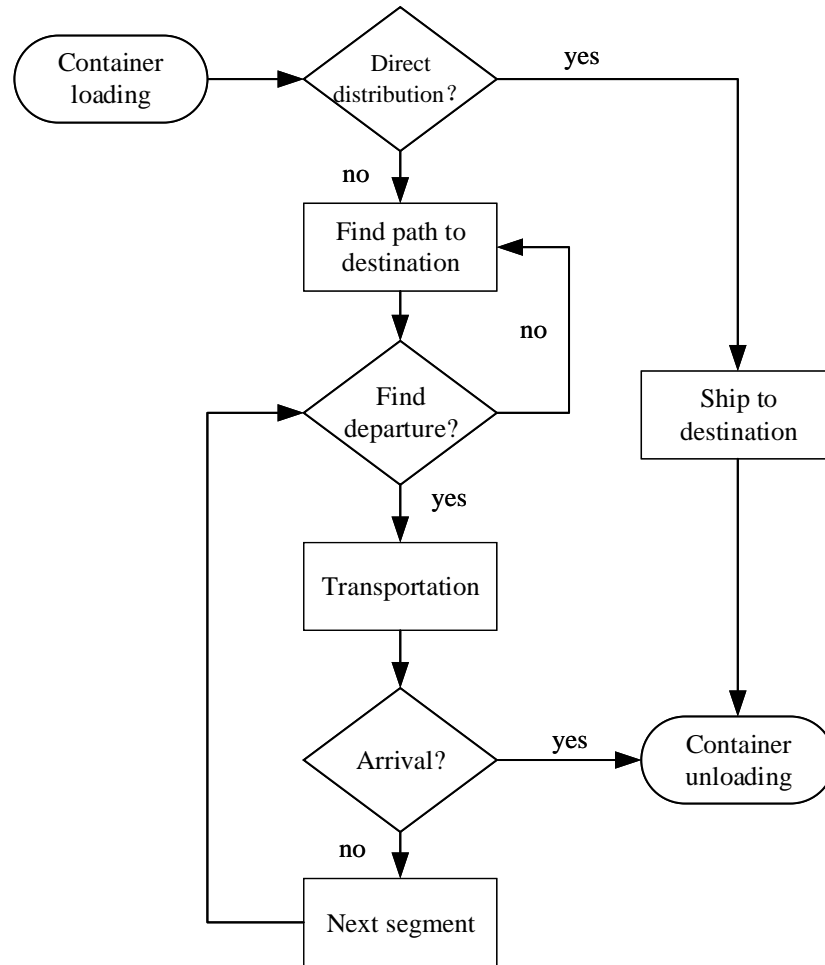 Container
loading
Direct
distribution?
yes
no
Find path to
destination
no
Find
departure?
Ship to
destination
yes
Transportation
Arrival?
yes
Container
unloading
no
Next segment